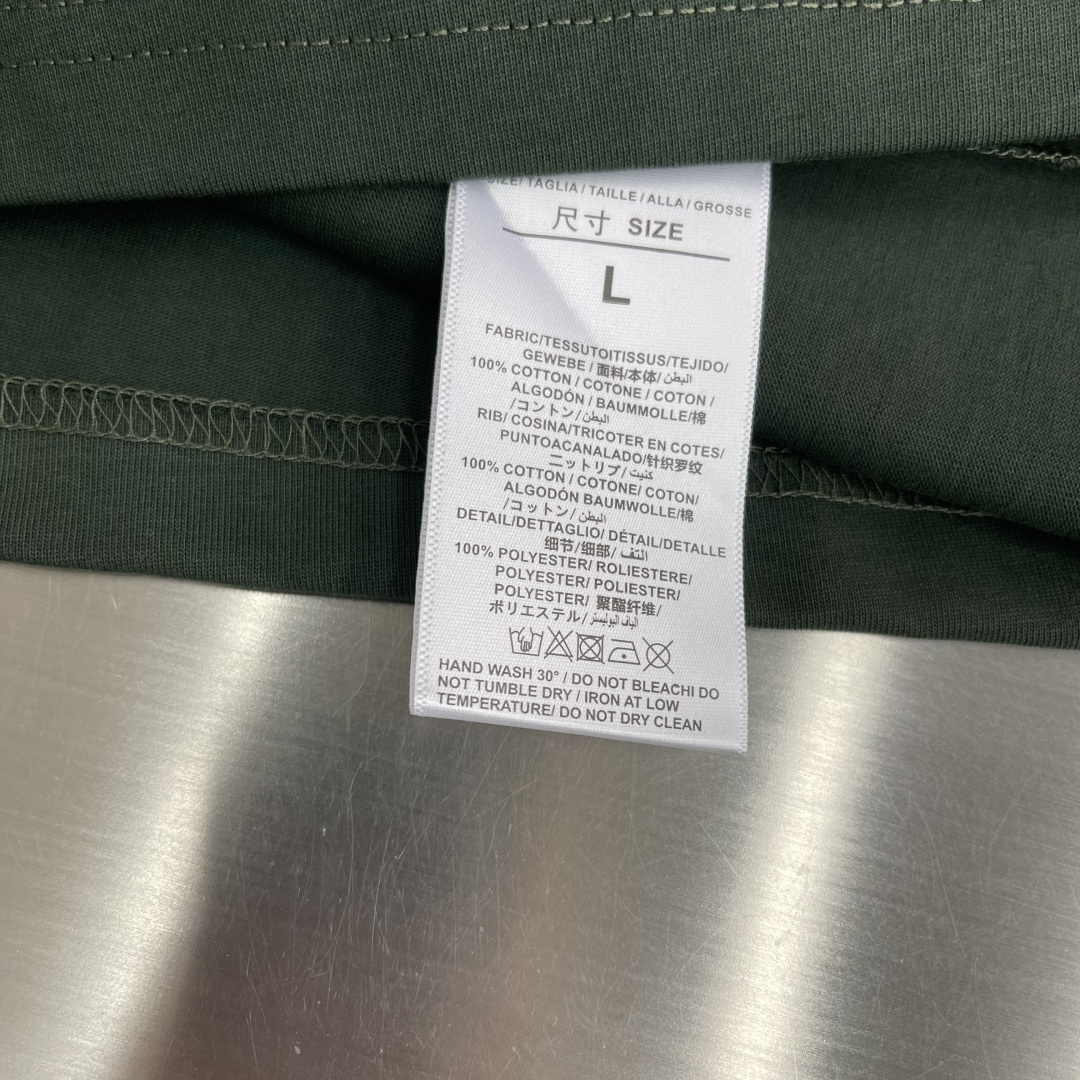 SIZE/ TAGLIA / TAILLE / ALLA / GROSSE
尺寸 SIZE
L
FABRIC/TESSUTOITISSUS/TEJIDO/
GEWEBE / 面料/本体/ البطن
100% COTTON / COTONE / COTON /
ALGODÓN / BAUMMOLLE/棉
/コントン/ البطن
RIB/ COSINA/TRICOTER EN COTES/
PUNTOACANALADO/针织罗纹
ニットリブ/ كنيت
100% COTTON / COTONE/ COTON/
ALGODÓN BAUMWOLLE/棉
/コットン/ البطن
DETAIL/DETTAGLIO/ DÉTAIL/DETALLE
细节/细部/ التف
100% POLYESTER/ ROLIESTERE/
POLYESTER/ POLIESTER/
POLYESTER/ 聚酯纤维/
ポリエステル/ ألياف البوليستر
HAND WASH 30° / DO NOT BLEACHI DO
NOT TUMBLE DRY / IRON AT LOW
TEMPERATURE/ DO NOT DRY CLEAN